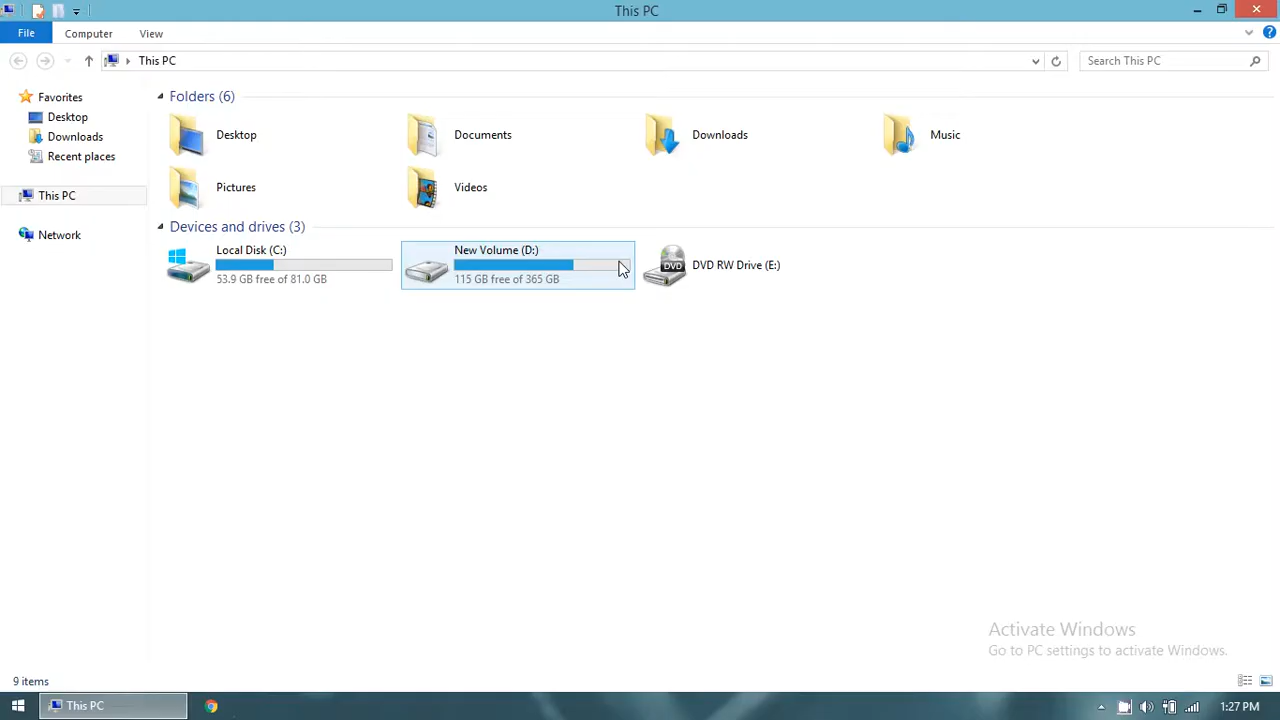 This PC
File Computer View
This PC
Search This PC
Favorites
Desktop
Downloads
Recent places
This PC
Network
Folders (6)
Desktop Documents Downloads Music
Pictures Videos
Devices and drives (3)
Local Disk (C:)
53.9 GB free of 81.0 GB
New Volume (D:)
115 GB free of 365 GB
DVD
DVD RW Drive (E:)
Activate Windows
Go to PC settings to activate Windows.
9 items
This PC
1:27 PM